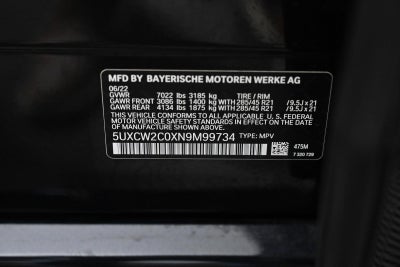 MFD BY BAYERISCHE MOTOREN WERKE AG
06/22
GVWR 7022 lbs 3185 kg TIRE / RIM
GAWR FRONT 3086 lbs 1400 kg 285/45 R21 / 9.5J x 21
GAWR REAR 4134 lbs 1875 kg 285/45 R21 / 9.5J x 21
THIS VEHICLE CONFORMS TO ALL APPLICABLE U. S. FEDERAL
MOTOR VEHICLE SAFETY STANDARDS IN EFFECT ON THE
DATE OF MANUFACTURE SHOWN ABOVE.
5UXCW2C0XN9M99734 TYPE: MPV
475M